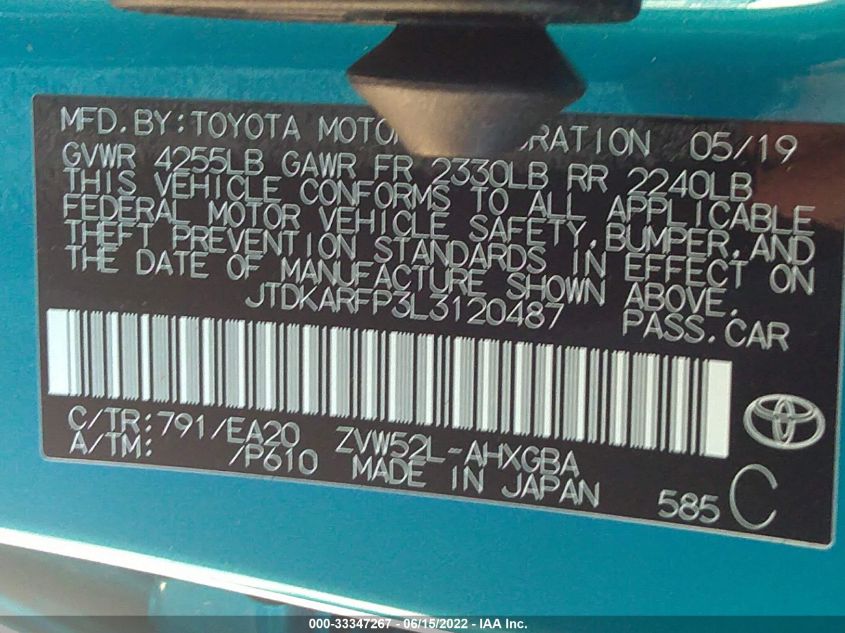 MFD.BY:TOYOTA MOTO RATION 05/19
GVWR 4255LB GAWR FR 2330LB RR 2240LB
THIS VEHICLE CONFORMS TO ALL APPLICABLE
FEDERAL MOTOR VEHICLE SAFETY,BUMPER,AND
THEFT PREVENTION STANDARDS IN EFFECT ON
THE DATE OF MANUFACTURE SHOWN ABOVE.
JTDKARFP3L3120487 PASS.CAR
C/TR:791/EA20 ZVW52L-AHXGBA
A/TM: /P610 MADE IN JAPAN
585 C
000-33347267 - 06/15/2022 - IAA Inc.